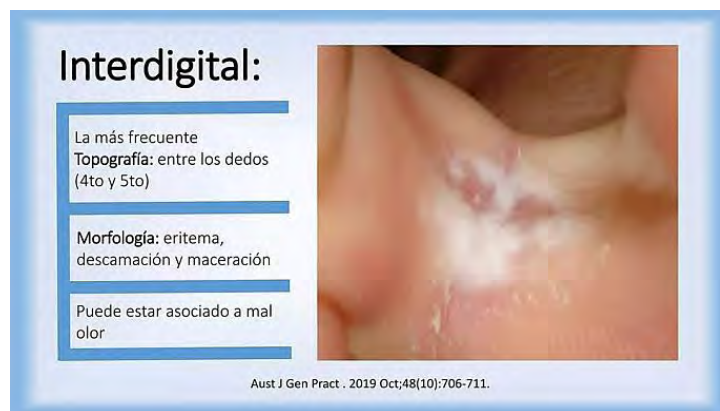 Interdigital:
La más frecuente
Topografía: entre los dedos
(4to y 5to)
Morfología: eritema,
descamación y maceración
Puede estar asociado a mal
olor
Aust J Gen Pract . 2019 Oct;48(10):706-711.